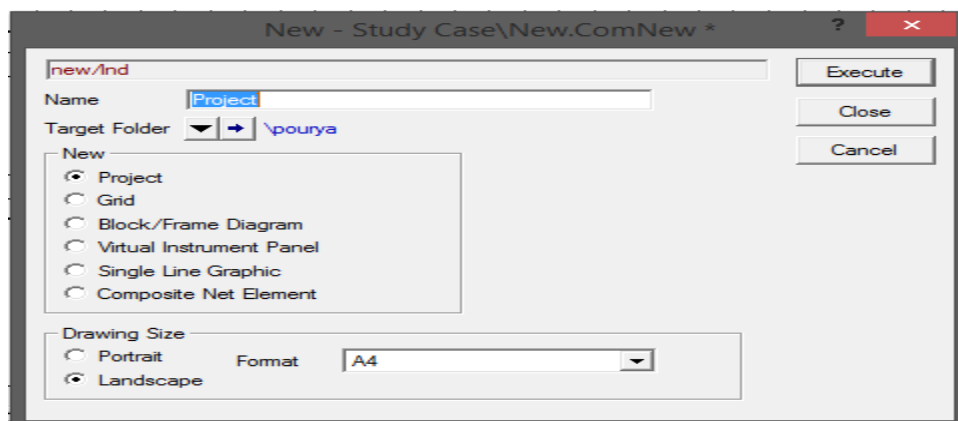 New - Study Case\New.ComNew * ?
new/lnd
Execute
Name Project
Close
Target Folder \pourya
Cancel
New
Project
Grid
Block/Frame Diagram
Virtual Instrument Panel
Single Line Graphic
Composite Net Element
Drawing Size
Portrait
Format A4
Landscape